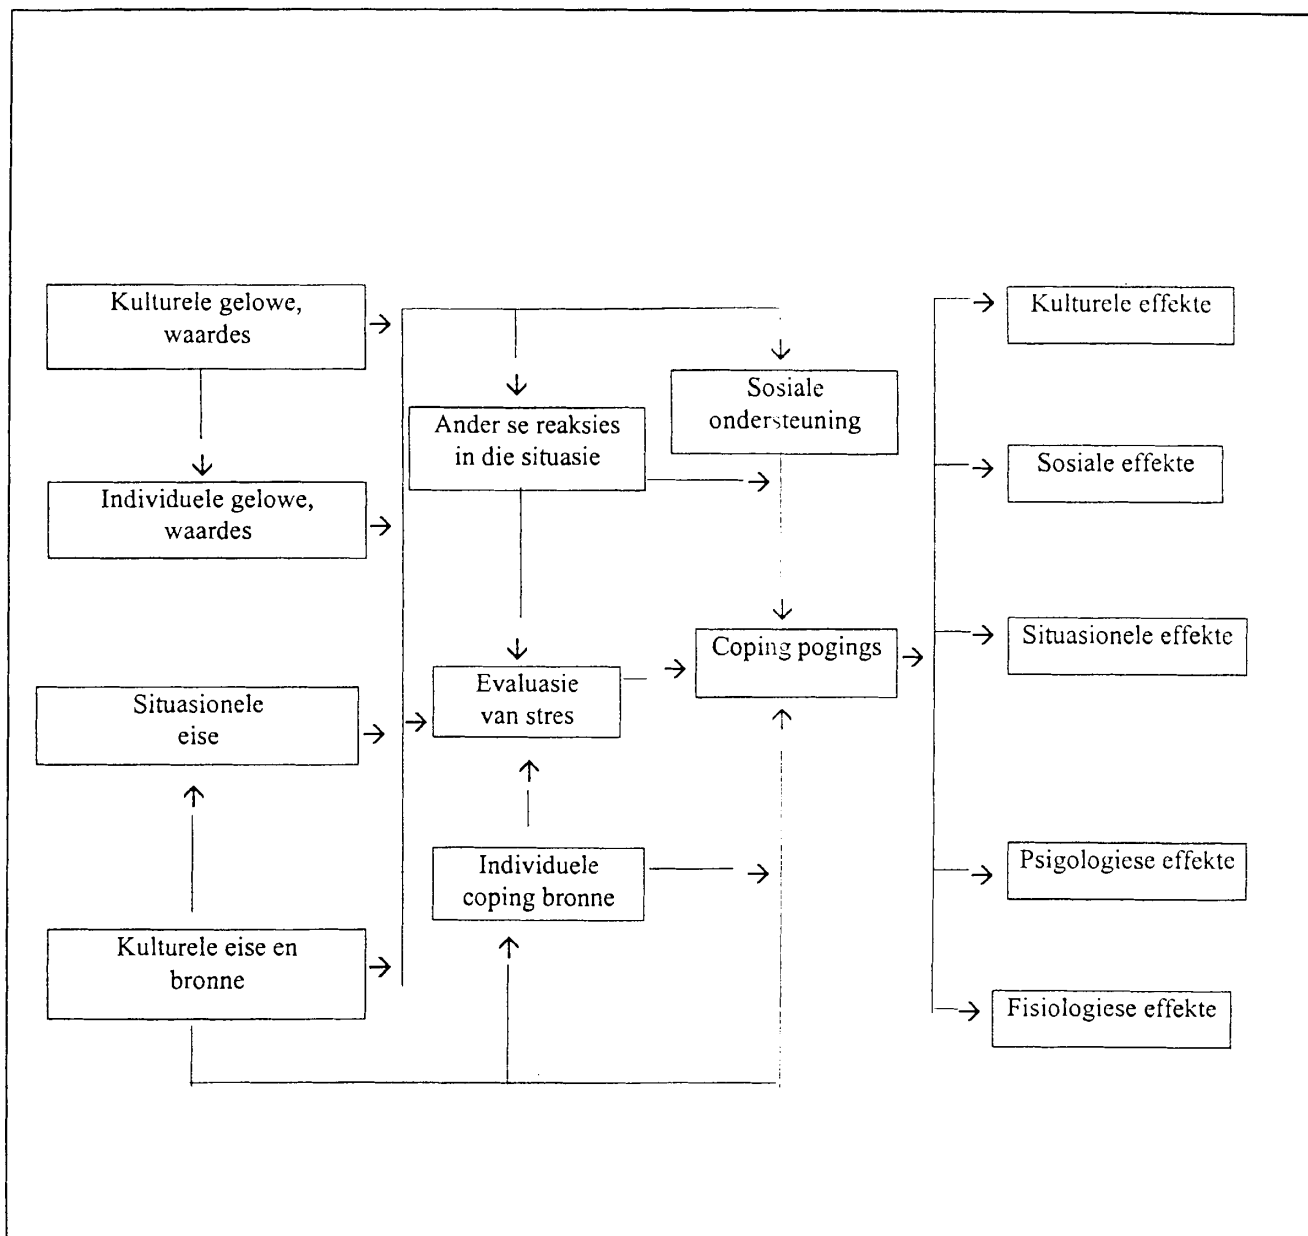 Kulturele gelowe,
waardes
Individuele gelowe,
waardes
Situasionele
eise
Kulturele eise en
bronne
Ander se reaksies
in die situasie
Evaluasie
van stres
Individuele
coping bronne
Sosiale
ondersteuning
Coping pogings
Kulturele effekte
Sosiale effekte
Situasionele effekte
Psigologiese effekte
Fisiologiese effekte